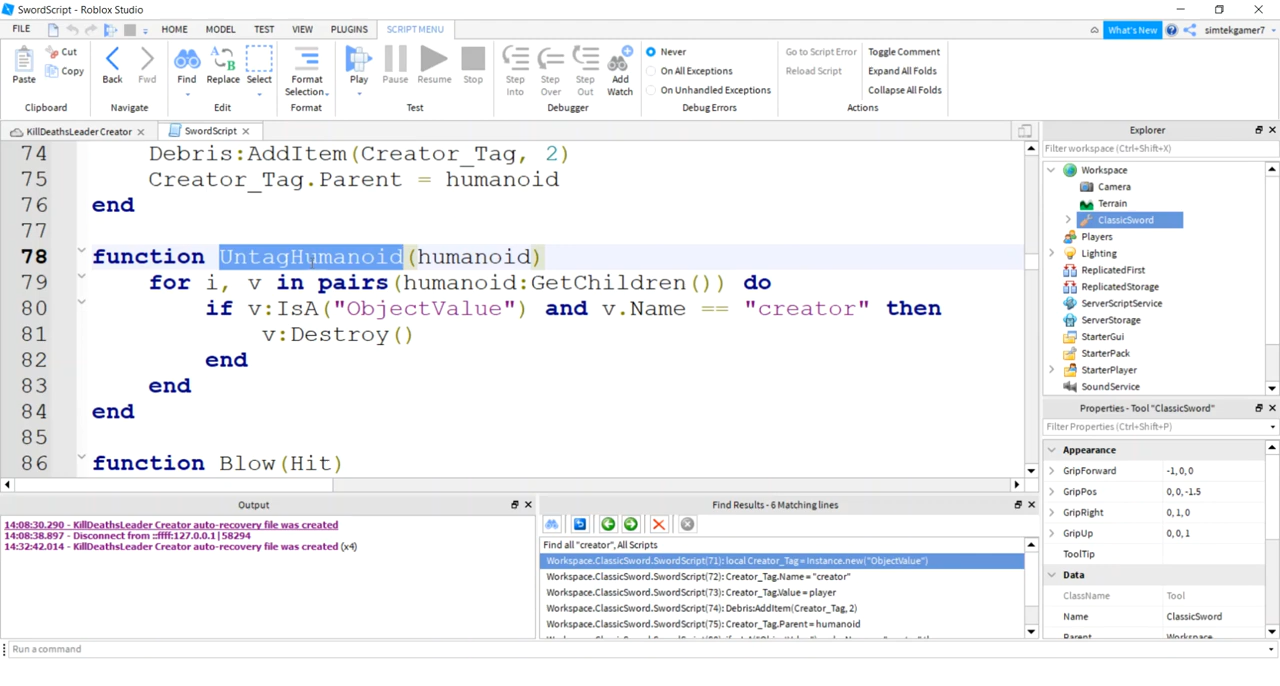 SwordScript - Roblox Studio
FILE HOME MODEL TEST VIEW PLUGINS SCRIPT MENU What's New simtekgamer7
Paste Cut Copy Back Fwd Find Replace Select Format Selection Play Pause Resume Stop Step Into Step Over Step Out Add Watch
Never
On All Exceptions
On Unhandled Exceptions
Go to Script Error
Reload Script
Toggle Comment
Expand All Folds
Collapse All Folds
Clipboard Navigate Edit Format Test Debugger Debug Errors Actions
KillDeathsLeader Creator SwordScript
74 Debris:AddItem(Creator_Tag, 2)
75 Creator_Tag.Parent = humanoid
76 end
77
78 function UntagHumanoid(humanoid)
79 for i, v in pairs(humanoid:GetChildren()) do
80 if v:IsA("ObjectValue") and v.Name == "creator" then
81 v:Destroy()
82 end
83 end
84 end
85
86 function Blow(Hit)
Explorer
Filter workspace (Ctrl+Shift+X)
Workspace
Camera
Terrain
ClassicSword
Players
Lighting
ReplicatedFirst
ReplicatedStorage
ServerScriptService
ServerStorage
StarterGui
StarterPack
StarterPlayer
SoundService
Properties - Tool "ClassicSword"
Filter Properties (Ctrl+Shift+P)
Appearance
GripForward -1, 0, 0
GripPos 0, 0, -1.5
GripRight 0, 1, 0
GripUp 0, 0, 1
ToolTip
Data
ClassName Tool
Name ClassicSword
Parent Workspace
Output
14:08:30.290 - KillDeathsLeader Creator auto-recovery file was created
14:08:38.897 - Disconnect from ::ffff:127.0.0.1|58294
14:32:42.014 - KillDeathsLeader Creator auto-recovery file was created (x4)
Find Results - 6 Matching lines
Find all "creator", All Scripts
Workspace.ClassicSword.SwordScript(71): local Creator_Tag = Instance.new("ObjectValue")
Workspace.ClassicSword.SwordScript(72): Creator_Tag.Name = "creator"
Workspace.ClassicSword.SwordScript(73): Creator_Tag.Value = player
Workspace.ClassicSword.SwordScript(74): Debris:AddItem(Creator_Tag, 2)
Workspace.ClassicSword.SwordScript(75): Creator_Tag.Parent = humanoid
Run a command